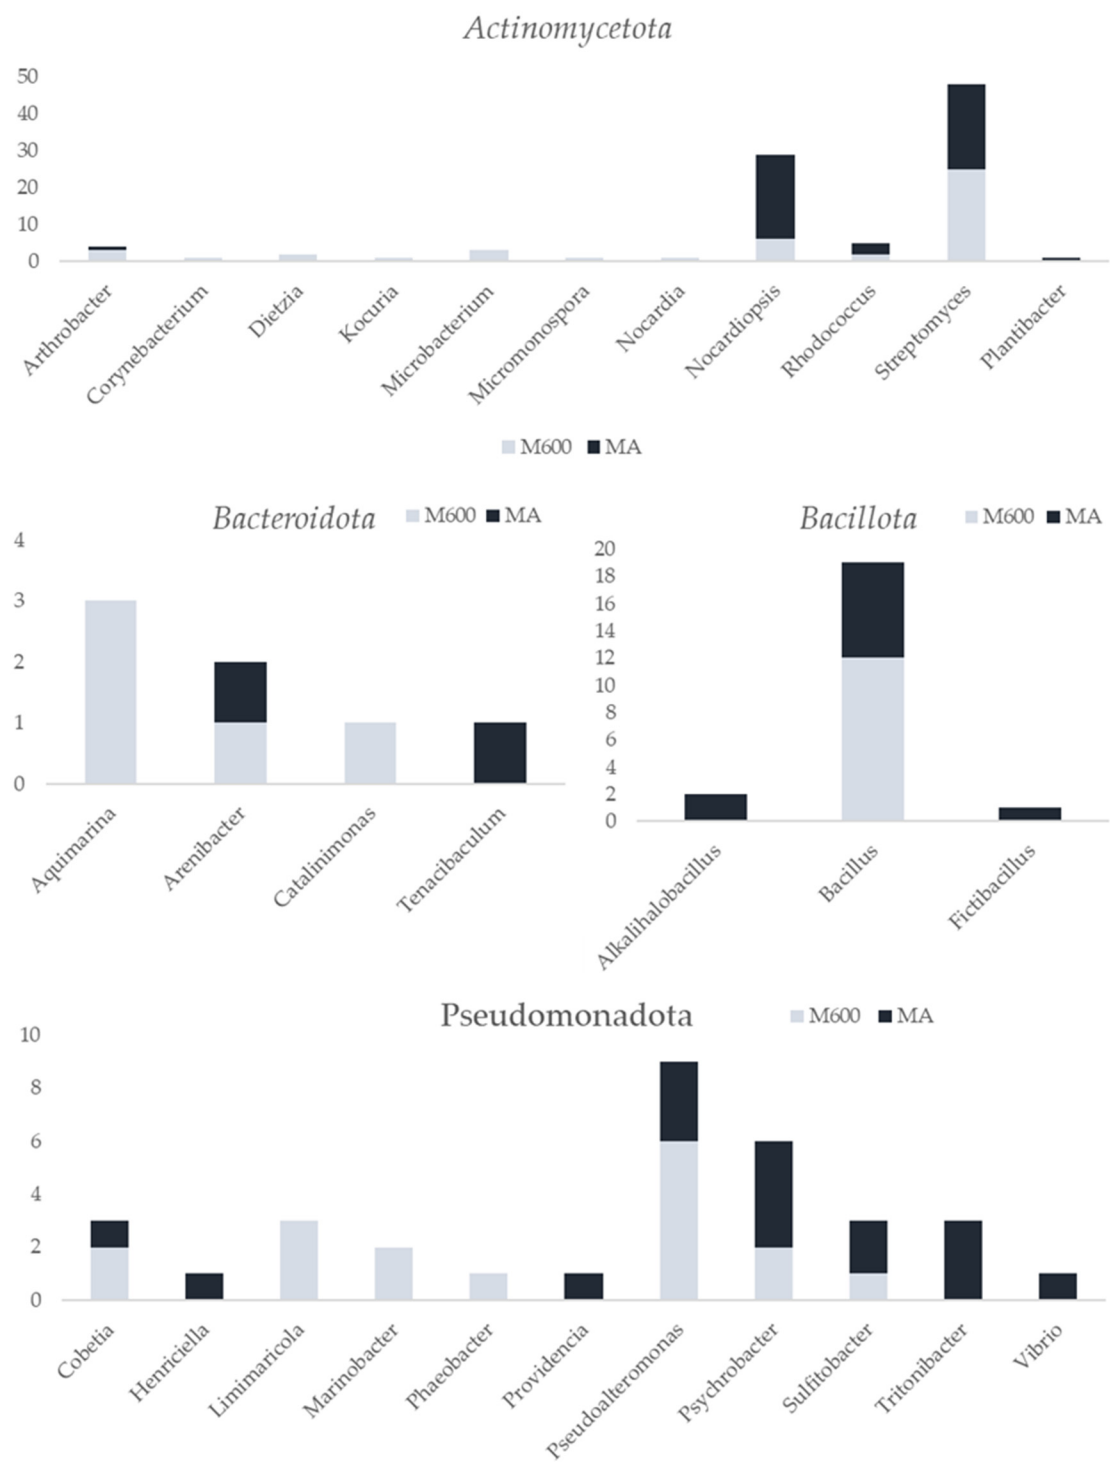 Actinomycetota
50
40
30
20
10
0
Arthrobacter
Corynebacterium
Dietzia
Kocuria
Microbacterium
Micromonospora
Nocardia
Nocardiopsis
Rhodococcus
Streptomyces
Plantibacter
M600 MA
Bacteroidota M600 MA
4
3
2
1
0
Aquimarina
Arenibacter
Catalinimonas
Tenacibaculum
Bacillota M600 MA
20
18
16
14
12
10
8
6
4
2
0
Alkalihalobacillus
Bacillus
Fictibacillus
Pseudomonadota M600 MA
10
8
6
4
2
0
Cobetia
Henriciella
Limimaricola
Marinobacter
Phaeobacter
Providencia
Pseudoalteromonas
Psychrobacter
Sulfitobacter
Tritonibacter
Vibrio